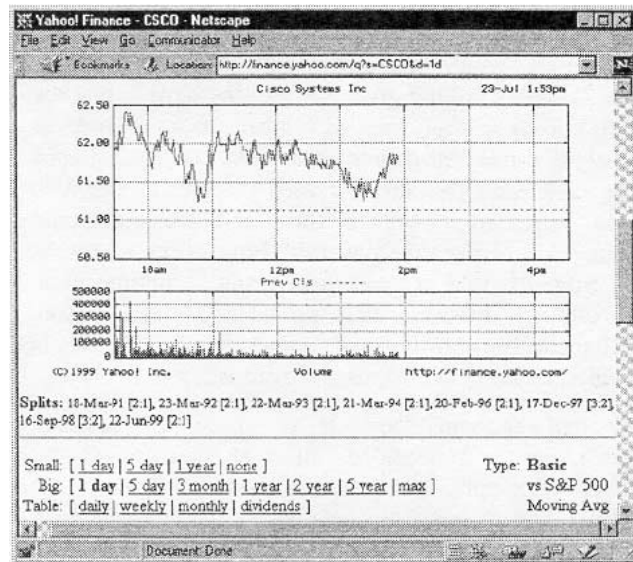 Yahoo! Finance - CSCO - Netscape
File Edit View Go Communicator Help
Bookmarks Location: http://finance.yahoo.com/q?s=CSCO&d=1d
Cisco Systems Inc 23-Jul 1:53pm
62.50
62.00
61.50
61.00
60.50
10am 12pm 2pm 4pm
Prev Cls -----
500000
400000
300000
200000
100000
0
(C)1999 Yahoo! Inc. Volume http://finance.yahoo.com/
Splits: 18-Mar-91 [2:1], 23-Mar-92 [2:1], 22-Mar-93 [2:1], 21-Mar-94 [2:1], 20-Feb-96 [2:1], 17-Dec-97 [3:2],
16-Sep-98 [3:2], 22-Jun-99 [2:1]
Small: [ 1 day | 5 day | 1 year | none ] Type: Basic
Big: [ 1 day | 5 day | 3 month | 1 year | 2 year | 5 year | max ] vs S&P 500
Table: [ daily | weekly | monthly | dividends ] Moving Avg
Document: Done